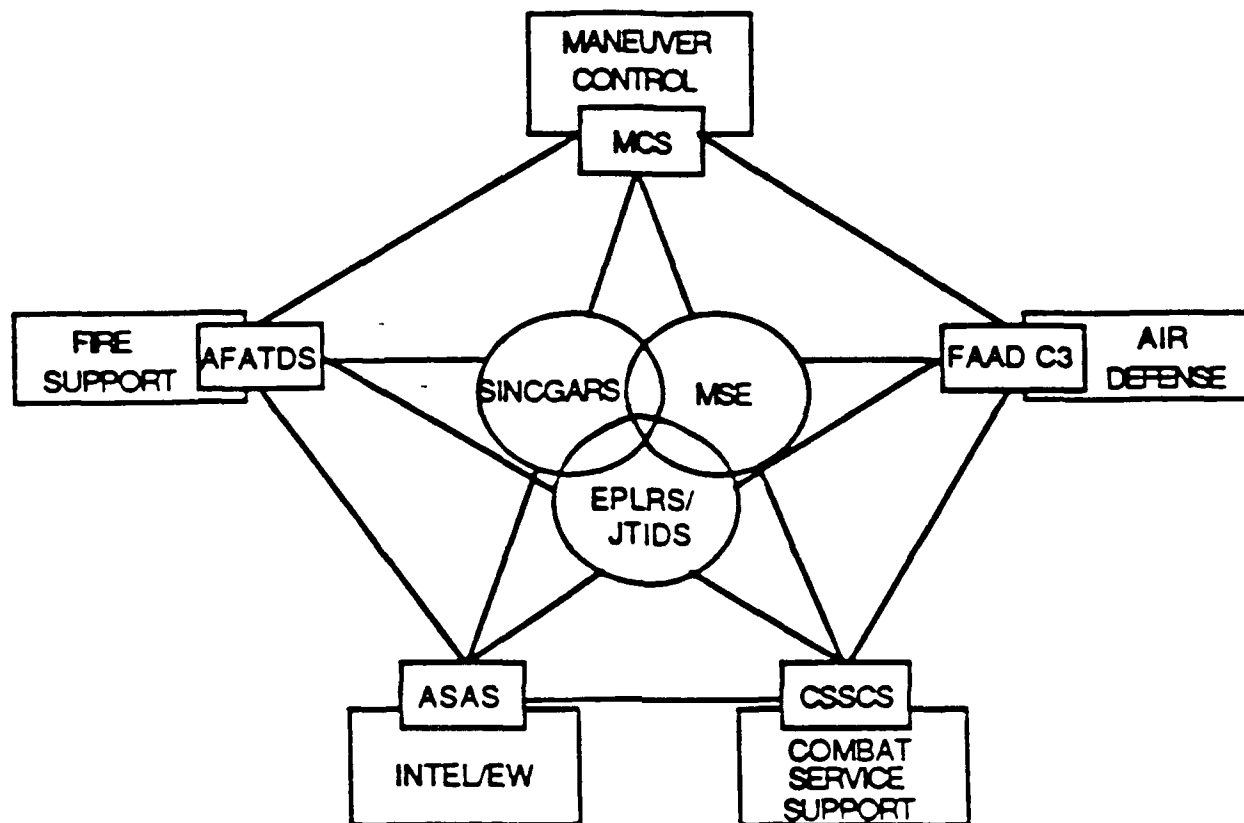 MANEUVER
CONTROL
MCS
FIRE
SUPPORT
AFATDS
SINCGARS
MSE
FAAD C3
AIR
DEFENSE
EPLRS/
JTIDS
ASAS
INTEL/EW
CSSCS
COMBAT
SERVICE
SUPPORT